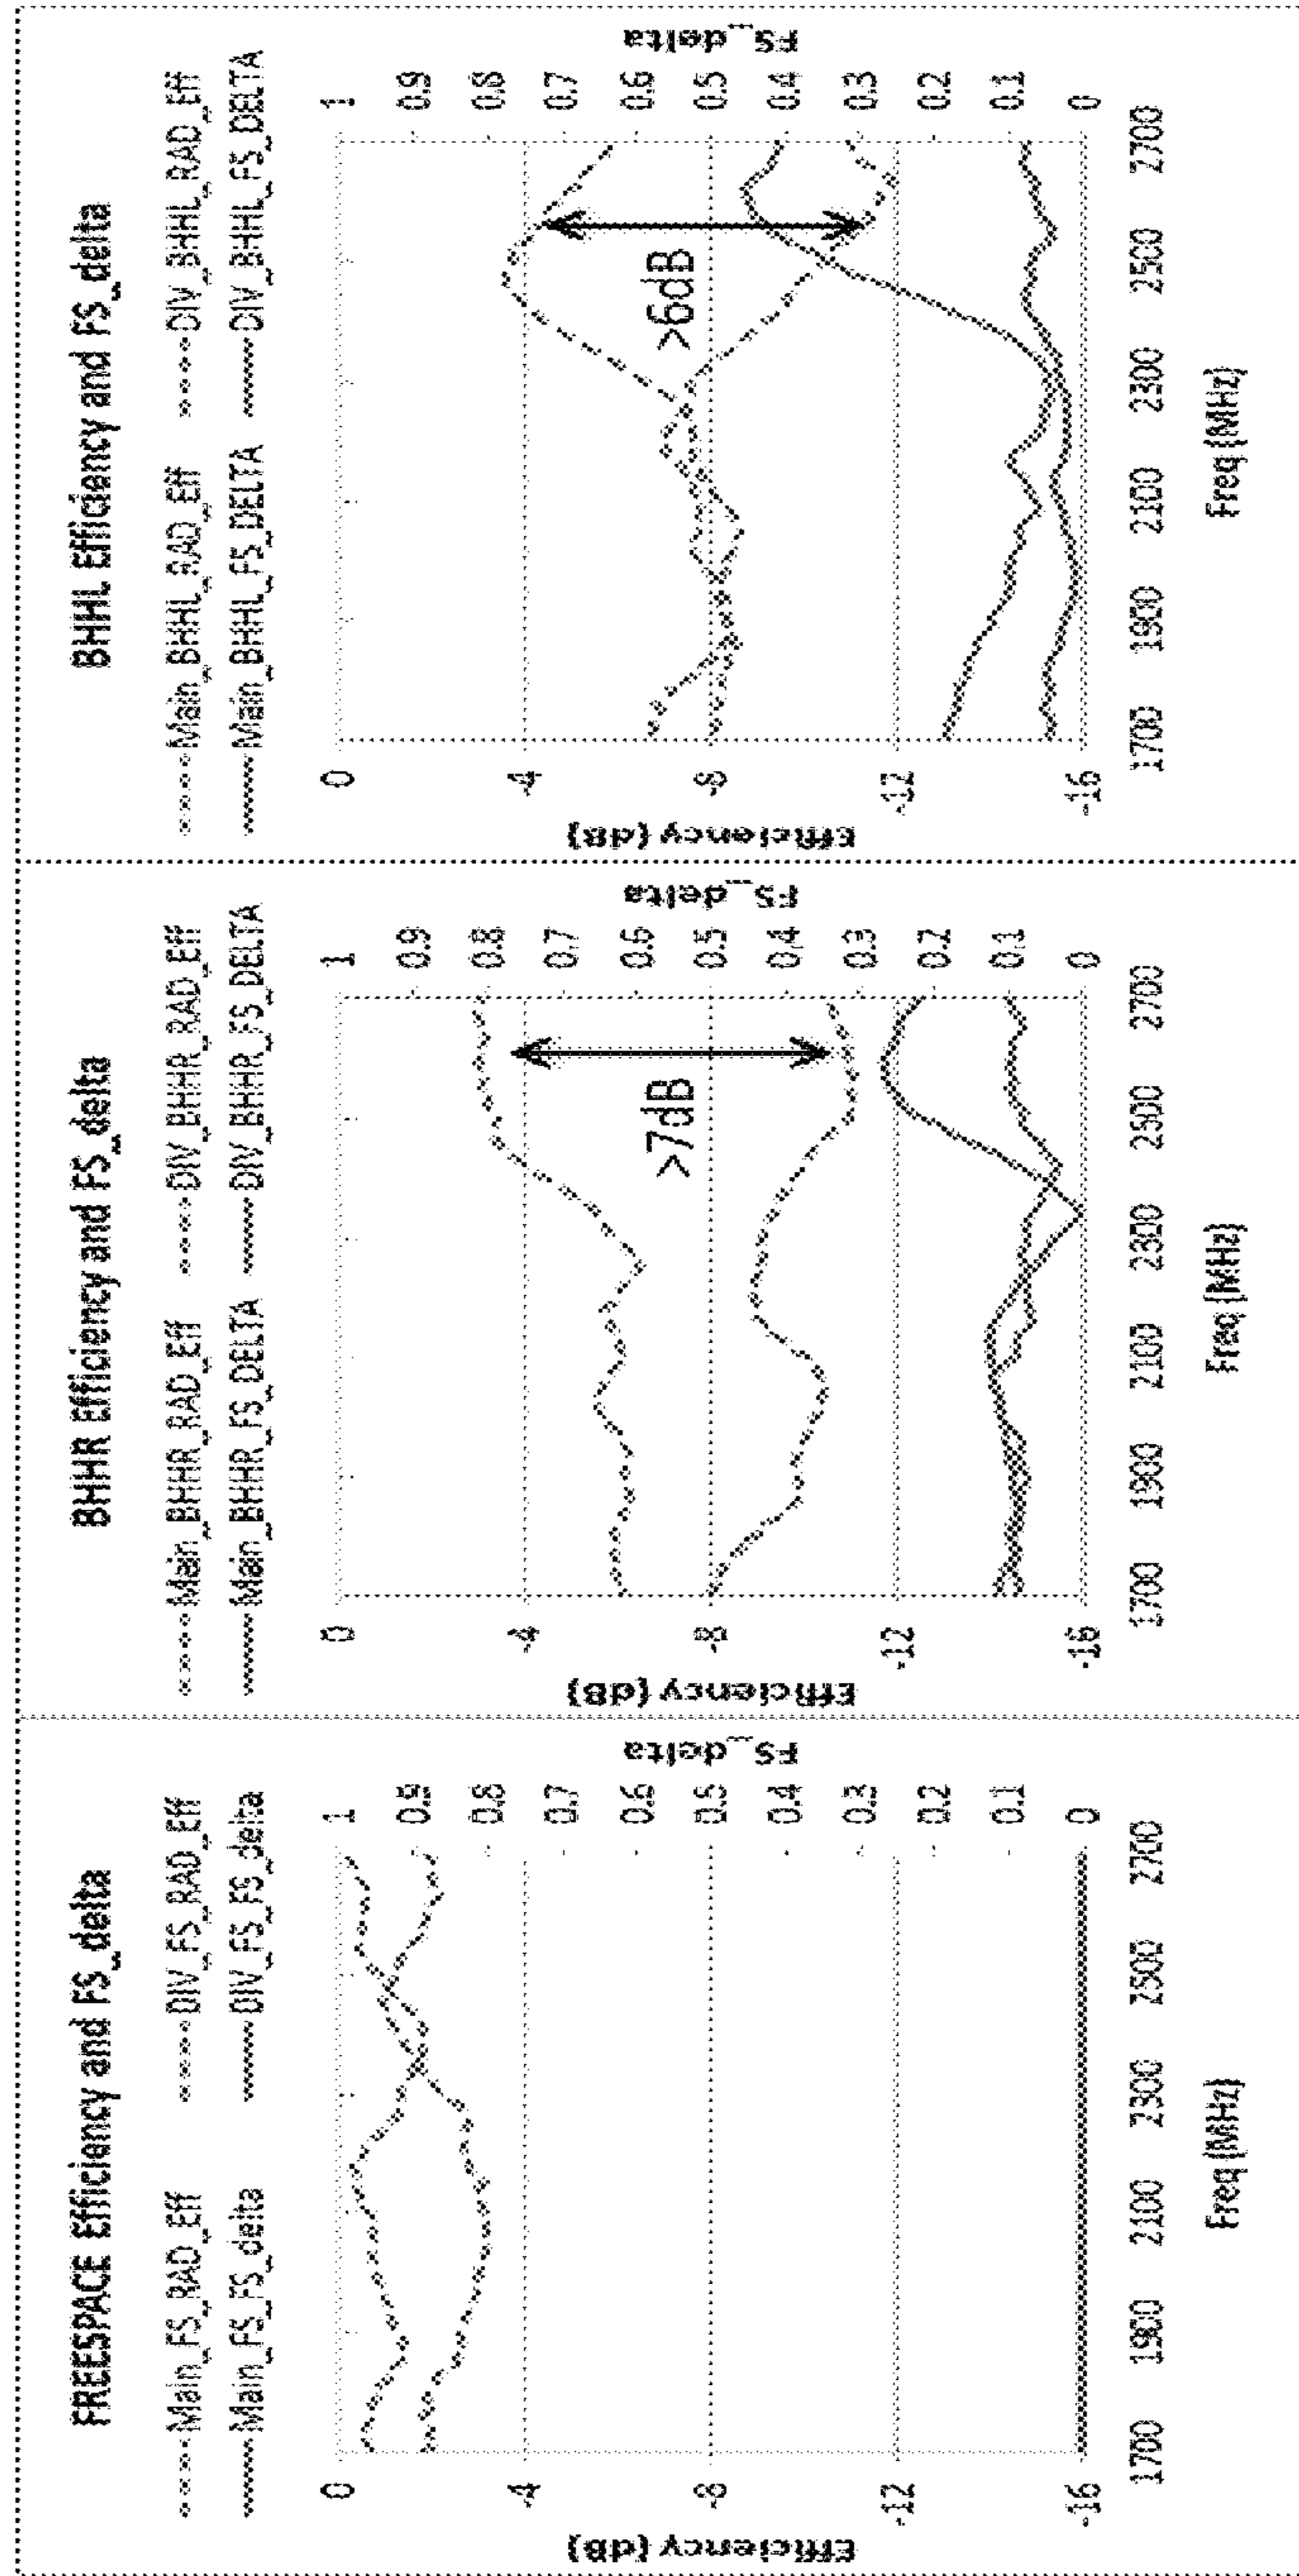 FREESPACE Efficiency and FS_delta
Main_FS_RAD_Eff DIV_FS_RAD_Eff
Main_FS_FS_delta DIV_FS_FS_delta
Efficiency (dB)
0
-4
-8
-12
-16
FS_delta
1
0.9
0.8
0.7
0.6
0.5
0.4
0.3
0.2
0.1
0
1700 1900 2100 2300 2500 2700
Freq (MHz)
BHHR Efficiency and FS_delta
Main_BHHR_RAD_Eff DIV_BHHR_RAD_Eff
Main_BHHR_FS_DELTA DIV_BHHR_FS_DELTA
Efficiency (dB)
0
-4
-8
-12
-16
>7dB
FS_delta
1
0.9
0.8
0.7
0.6
0.5
0.4
0.3
0.2
0.1
0
1700 1900 2100 2300 2500 2700
Freq (MHz)
BHHL Efficiency and FS_delta
Main_BHHL_RAD_Eff DIV_BHHL_RAD_Eff
Main_BHHL_FS_DELTA DIV_BHHL_FS_DELTA
Efficiency (dB)
0
-4
-8
-12
-16
>6dB
FS_delta
1
0.9
0.8
0.7
0.6
0.5
0.4
0.3
0.2
0.1
0
1700 1900 2100 2300 2500 2700
Freq (MHz)